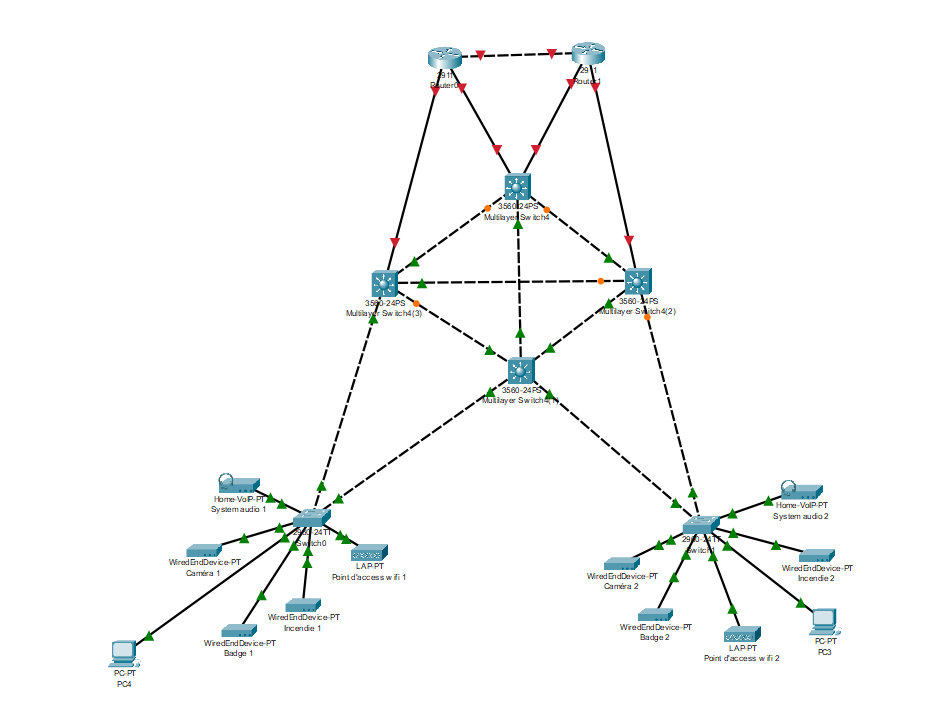 2911
Router0
2911
Router1
3560-24PS
Multilayer Switch4
3560-24PS
Multilayer Switch4(3)
3560-24PS
Multilayer Switch4(2)
3560-24PS
Multilayer Switch4(1)
Home-VoIP-PT
System audio 1
Home-VoIP-PT
System audio 2
2960-24TT
Switch0
2960-24TT
Switch1
LAP-PT
Point d'access wifi 1
WiredEndDevice-PT
Caméra 1
WiredEndDevice-PT
Incendie 2
WiredEndDevice-PT
Caméra 2
WiredEndDevice-PT
Incendie 1
WiredEndDevice-PT
Badge 1
WiredEndDevice-PT
Badge 2
PC-PT
PC3
LAP-PT
Point d'access wifi 2
PC-PT
PC4